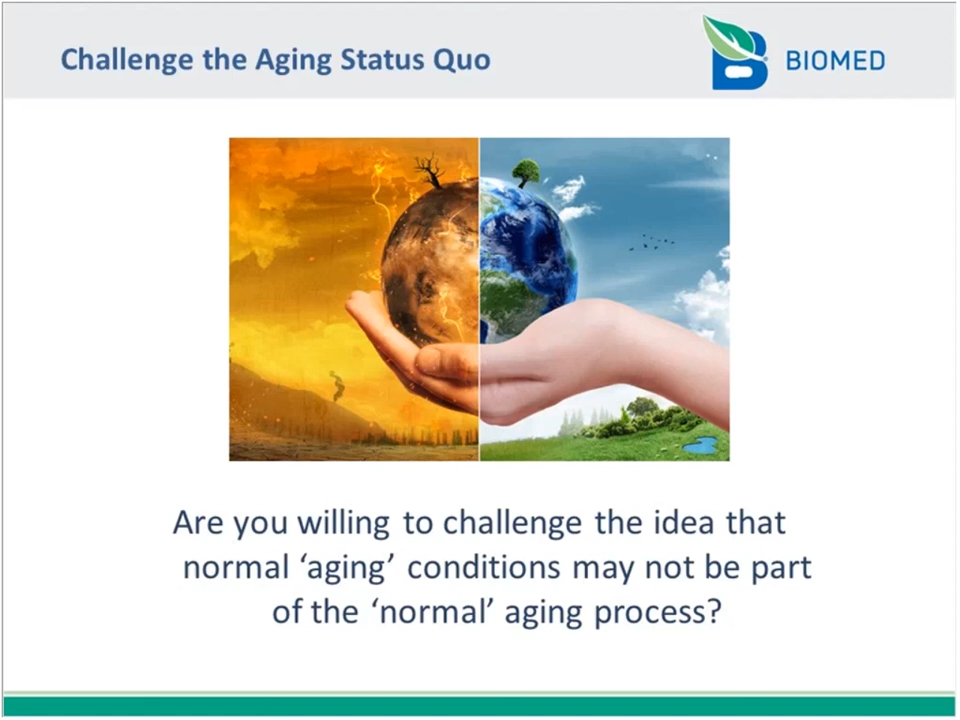 Challenge the Aging Status Quo
BIOMED
Are you willing to challenge the idea that
normal ‘aging’ conditions may not be part
of the ‘normal’ aging process?